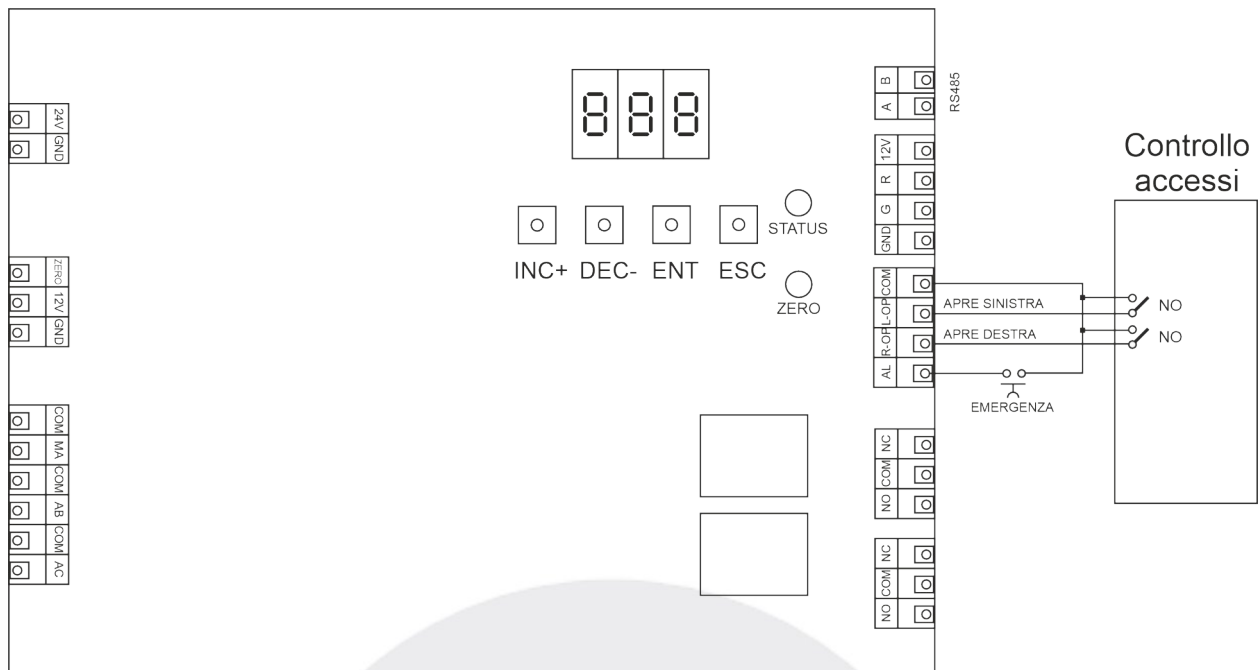 24V
GND
ZERO
12V
GND
COM
MA
COM
AB
COM
AC
888
INC+ DEC- ENT ESC
STATUS
ZERO
B
A
RS485
12V
R
G
GND
COM
L-OP
R-OP
AL
NC
COM
NO
NC
COM
NO
APRE SINISTRA
APRE DESTRA
EMERGENZA
Controllo
accessi
NO
NO